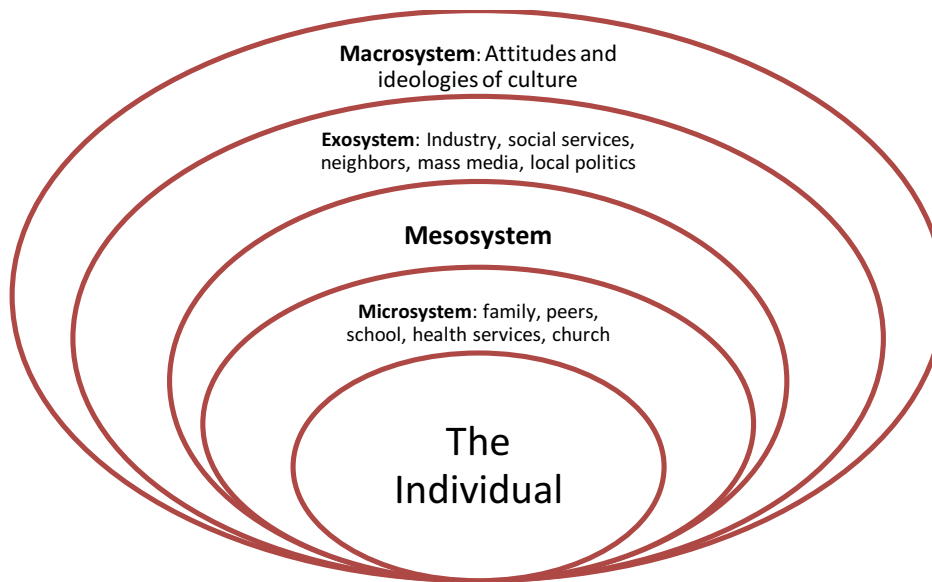 Macrosystem: Attitudes and
ideologies of culture
Exosystem: Industry, social services,
neighbors, mass media, local politics
Mesosystem
Microsystem: family, peers,
school, health services, church
The
Individual